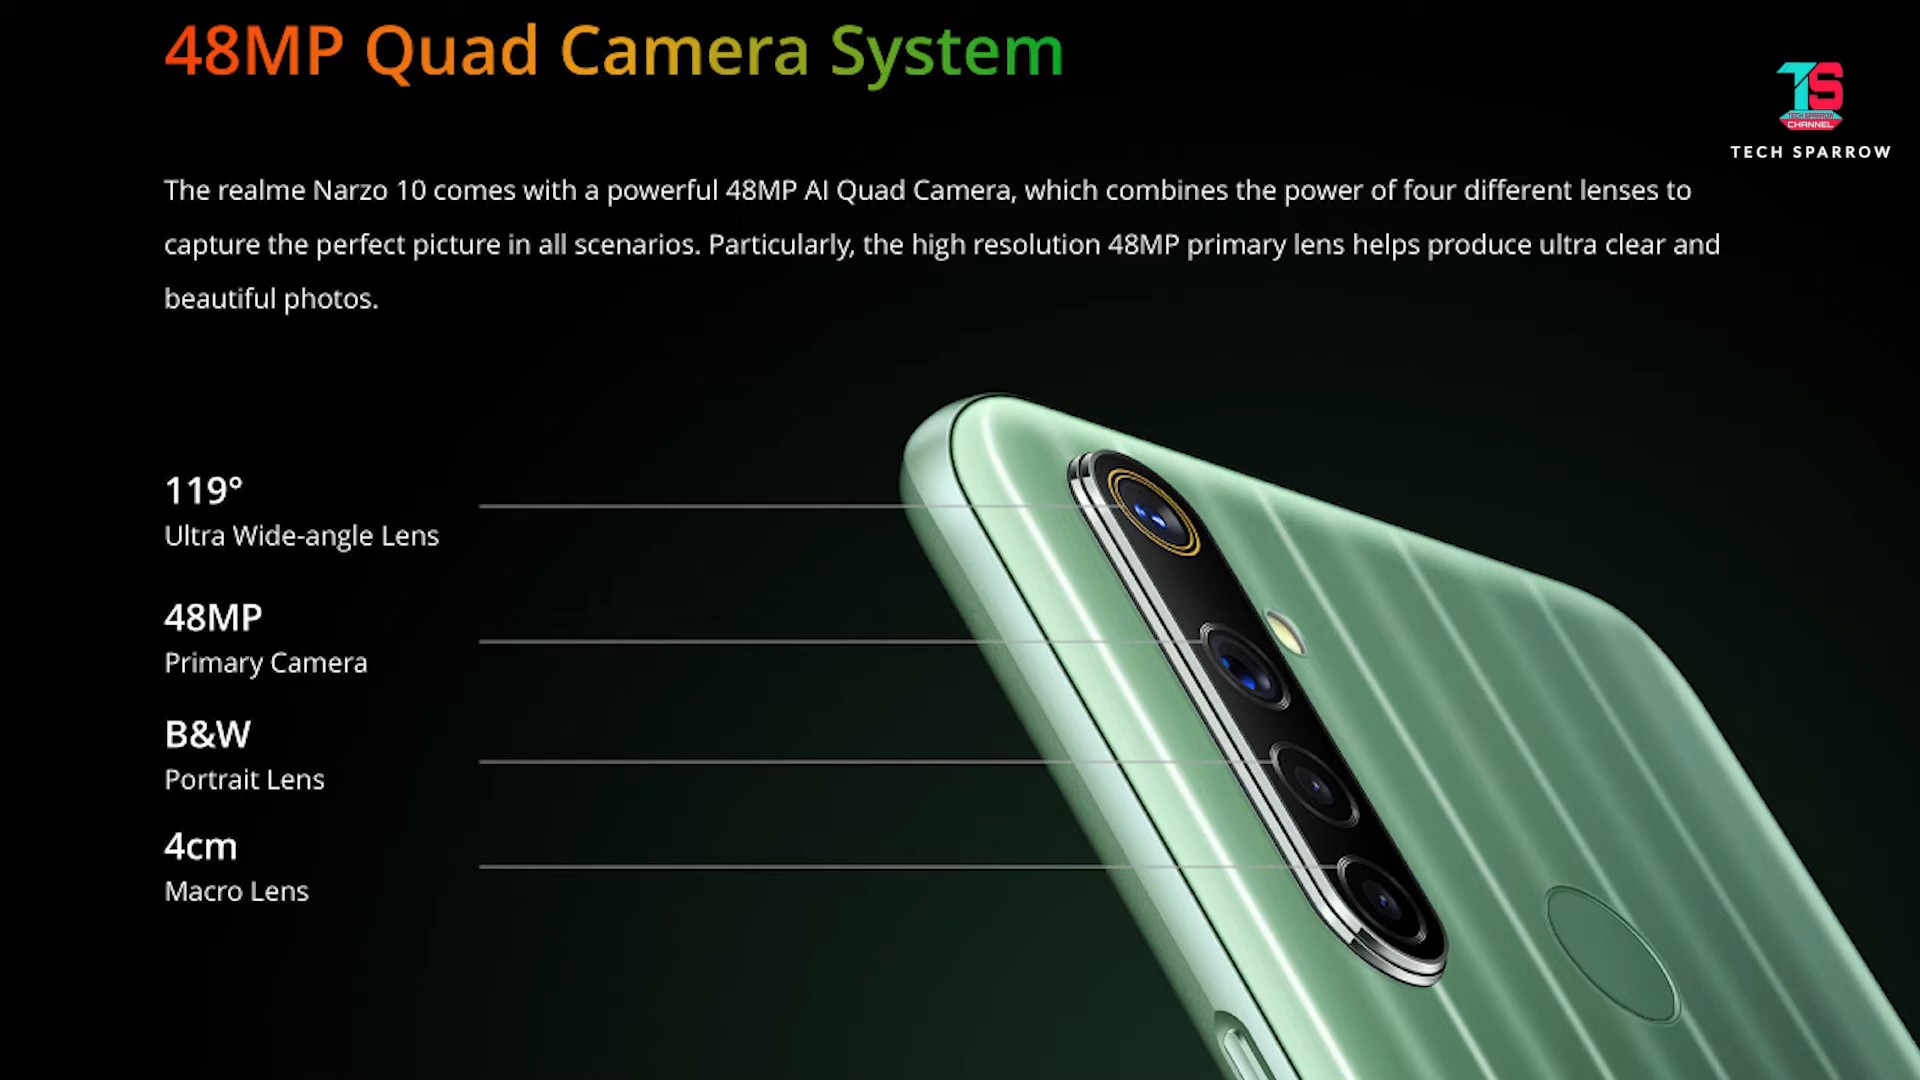 48MP Quad Camera System
TECH SPARROW
CHANNEL
TECH SPARROW
The realme Narzo 10 comes with a powerful 48MP AI Quad Camera, which combines the power of four different lenses to
capture the perfect picture in all scenarios. Particularly, the high resolution 48MP primary lens helps produce ultra clear and
beautiful photos.
119°
Ultra Wide-angle Lens
48MP
Primary Camera
B&W
Portrait Lens
4cm
Macro Lens